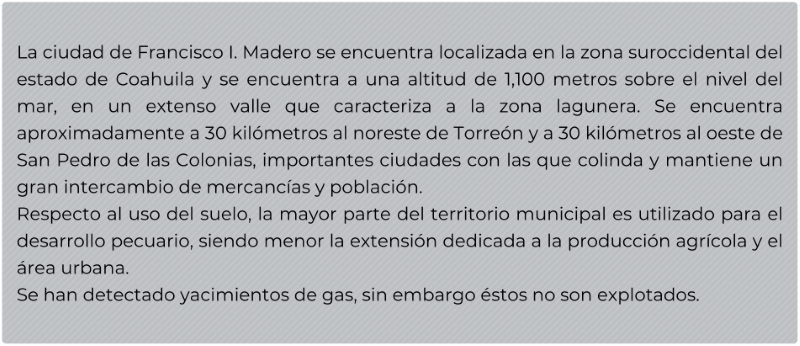 La ciudad de Francisco I. Madero se encuentra localizada en la zona suroccidental del
estado de Coahuila y se encuentra a una altitud de 1,100 metros sobre el nivel del
mar, en un extenso valle que caracteriza a la zona lagunera. Se encuentra
aproximadamente a 30 kilómetros al noreste de Torreón y a 30 kilómetros al oeste de
San Pedro de las Colonias, importantes ciudades con las que colinda y mantiene un
gran intercambio de mercancías y población.
Respecto al uso del suelo, la mayor parte del territorio municipal es utilizado para el
desarrollo pecuario, siendo menor la extensión dedicada a la producción agrícola y el
área urbana.
Se han detectado yacimientos de gas, sin embargo éstos no son explotados.